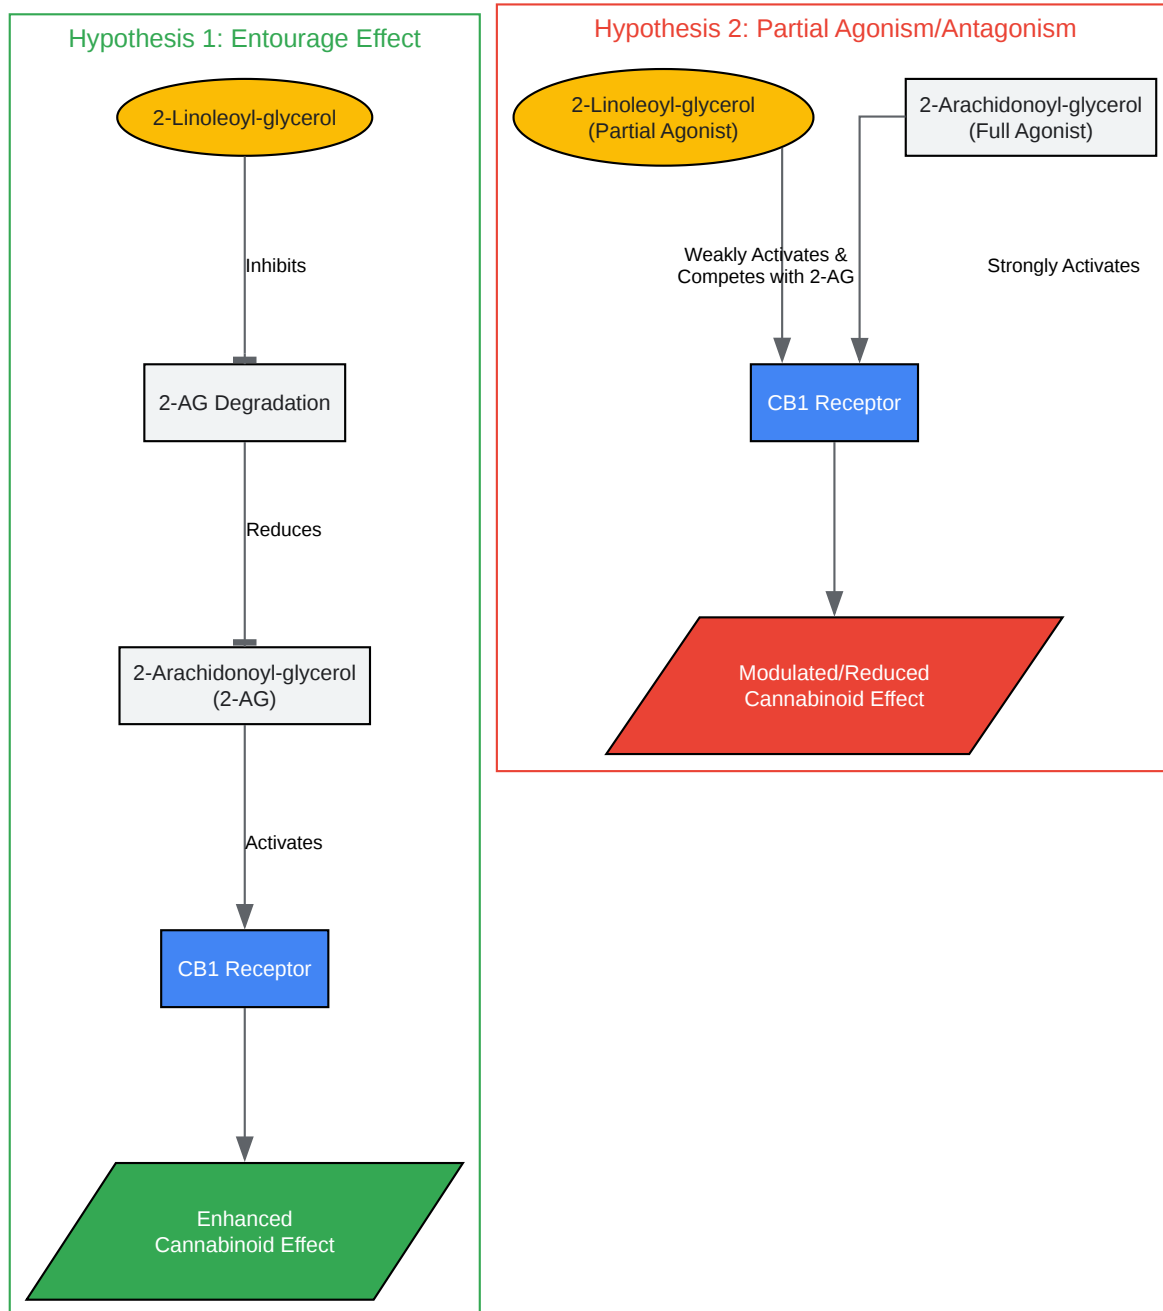 Hypothesis 1: Entourage Effect
2-Linoleoyl-glycerol
Inhibits
2-AG Degradation
Reduces
2-Arachidonoyl-glycerol
(2-AG)
Activates
CB1 Receptor
Enhanced
Cannabinoid Effect
Hypothesis 2: Partial Agonism/Antagonism
2-Linoleoyl-glycerol
(Partial Agonist)
2-Arachidonoyl-glycerol
(Full Agonist)
Weakly Activates &
Competes with 2-AG
Strongly Activates
CB1 Receptor
Modulated/Reduced
Cannabinoid Effect